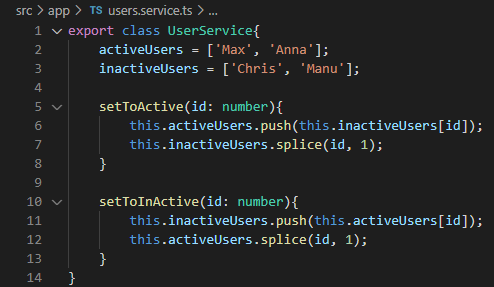 src > app > TS users.service.ts > ...
1 export class UserService{
2     activeUsers = ['Max', 'Anna'];
3     inactiveUsers = ['Chris', 'Manu'];
4
5     setToActive(id: number){
6         this.activeUsers.push(this.inactiveUsers[id]);
7         this.inactiveUsers.splice(id, 1);
8     }
9
10     setToInActive(id: number){
11         this.inactiveUsers.push(this.activeUsers[id]);
12         this.activeUsers.splice(id, 1);
13     }
14 }